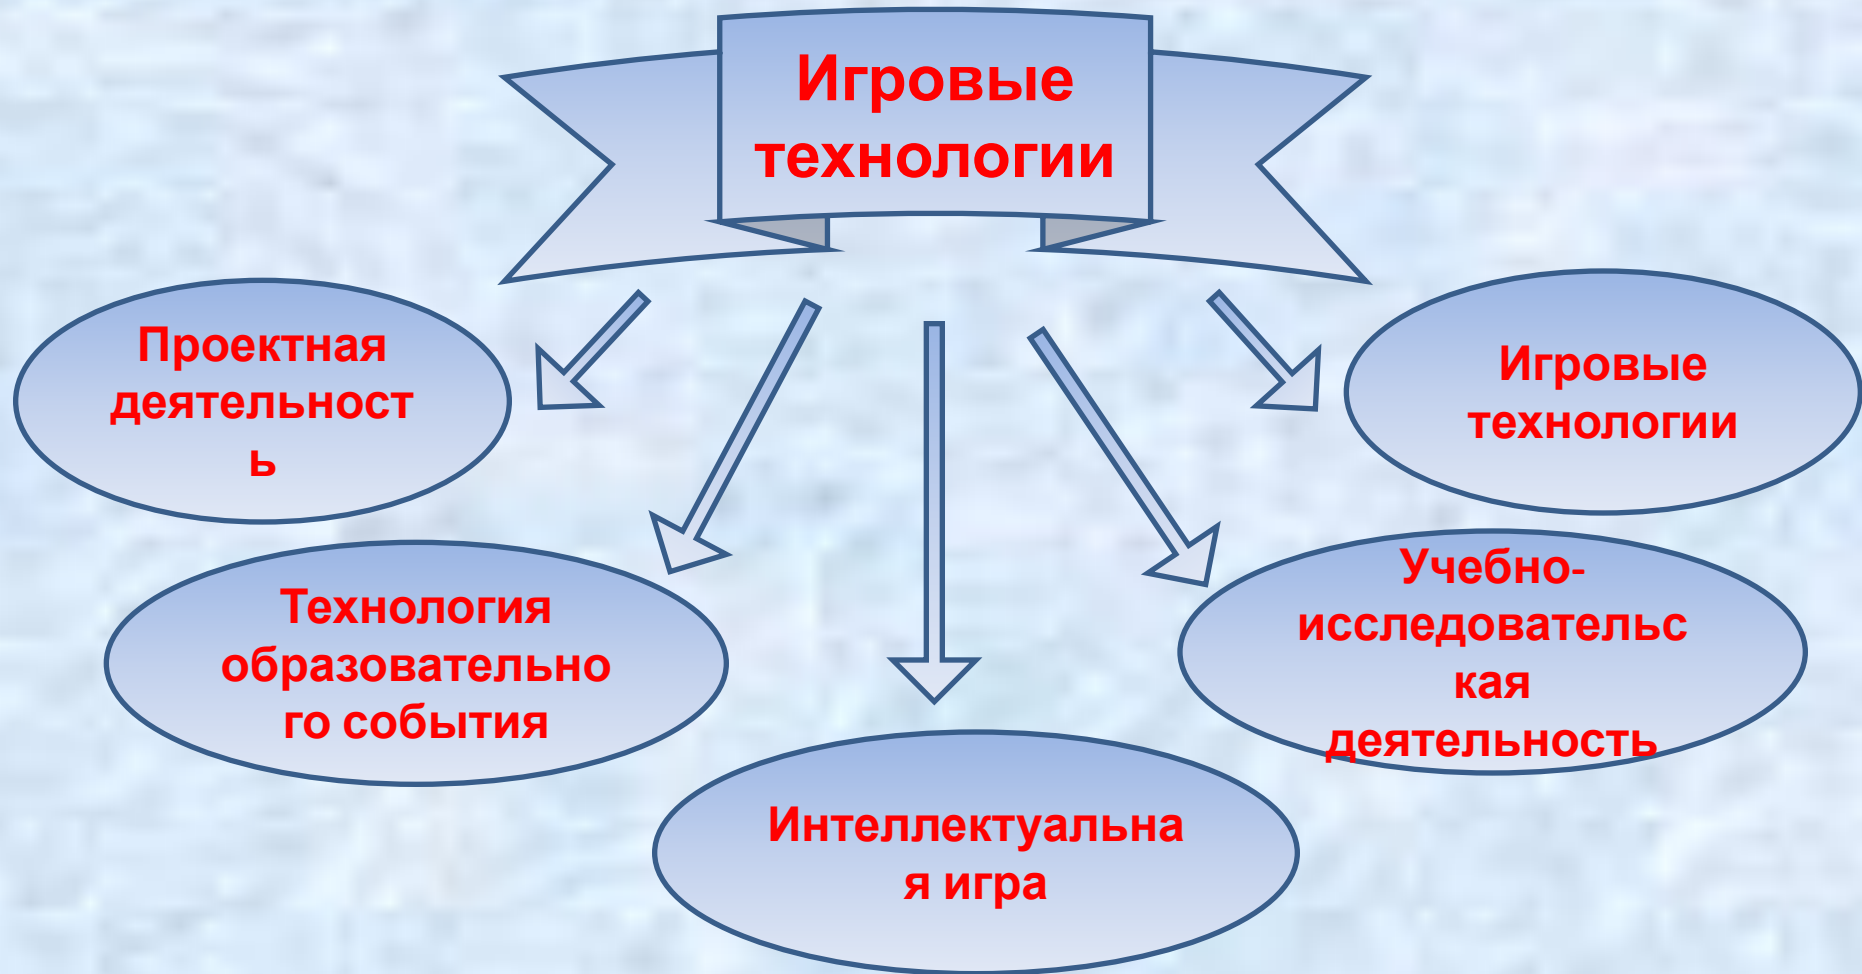 Игровые
технологии
Проектная
деятельност
ь
Игровые
технологии
Технология
образовательно
го события
Учебно-
исследовательс
кая
деятельность
Интеллектуальна
я игра